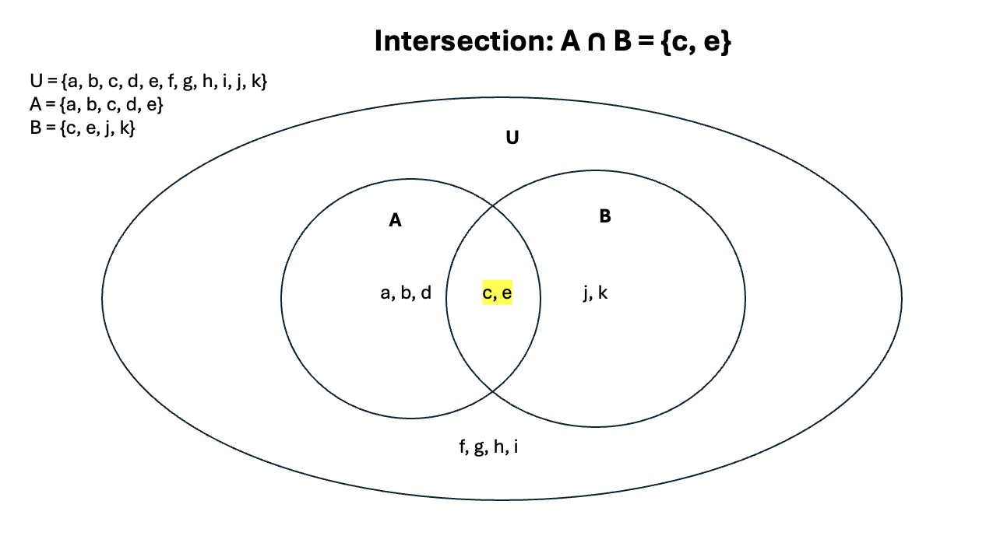 Intersection: A ∩ B = {c, e}
U = {a, b, c, d, e, f, g, h, i, j, k}
A = {a, b, c, d, e}
B = {c, e, j, k}
U
A
B
a, b, d
c, e
j, k
f, g, h, i